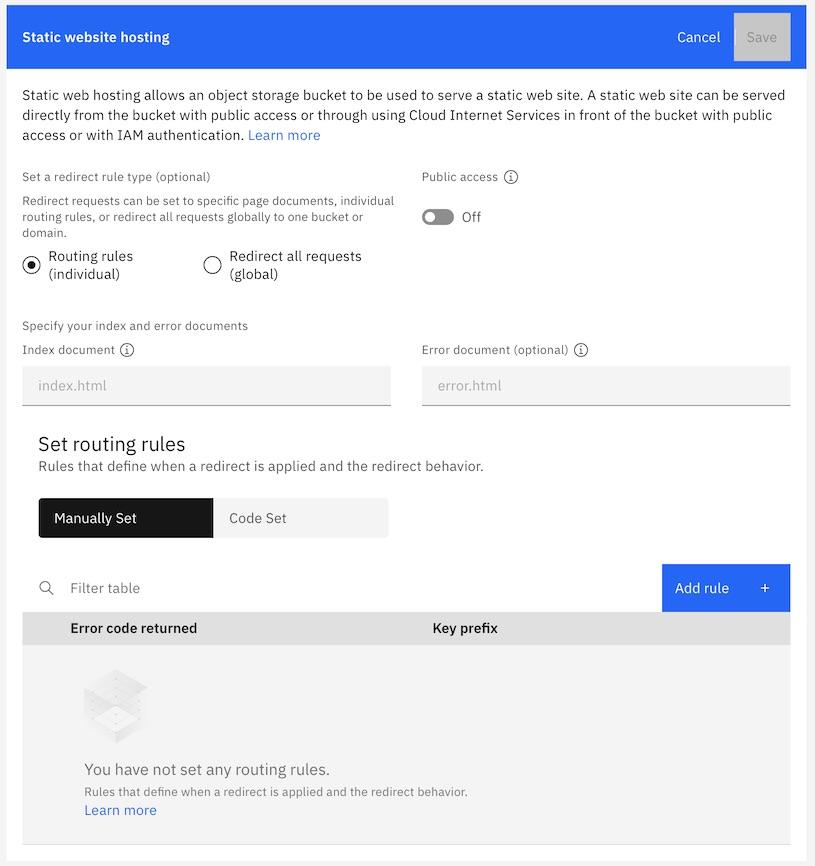 Static website hosting
Cancel
Save
Static web hosting allows an object storage bucket to be used to serve a static web site. A static web site can be served
directly from the bucket with public access or through using Cloud Internet Services in front of the bucket with public
access or with IAM authentication. Learn more
Set a redirect rule type (optional)
Redirect requests can be set to specific page documents, individual
routing rules, or redirect all requests globally to one bucket or
domain.
Routing rules
(individual)
Redirect all requests
(global)
Public access
Off
Specify your index and error documents
Index document
index.html
Error document (optional)
error.html
Set routing rules
Rules that define when a redirect is applied and the redirect behavior.
Manually Set
Code Set
Filter table
Add rule +
Error code returned
Key prefix
You have not set any routing rules.
Rules that define when a redirect is applied and the redirect behavior.
Learn more